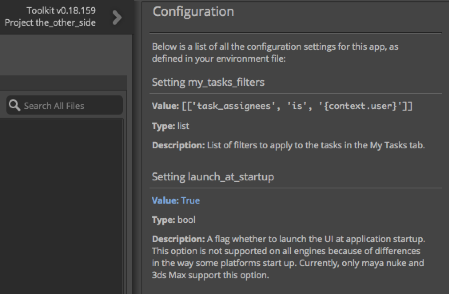 Toolkit v0.18.159
Project the_other_side
Search All Files
Configuration
Below is a list of all the configuration settings for this app, as
defined in your environment file:
Setting my_tasks_filters
Value: [['task_assignees', 'is', '{context.user}']]
Type: list
Description: List of filters to apply to the tasks in the My Tasks tab.
Setting launch_at_startup
Value: True
Type: bool
Description: A flag whether to launch the UI at application startup.
This option is not supported on all engines because of differences
in the way some platforms start up. Currently, only maya nuke and
3ds Max support this option.